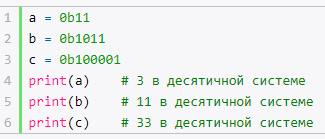 1 a = 0b11
2 b = 0b1011
3 c = 0b100001
4 print(a)    # 3 в десятичной системе
5 print(b)    # 11 в десятичной системе
6 print(c)    # 33 в десятичной системе